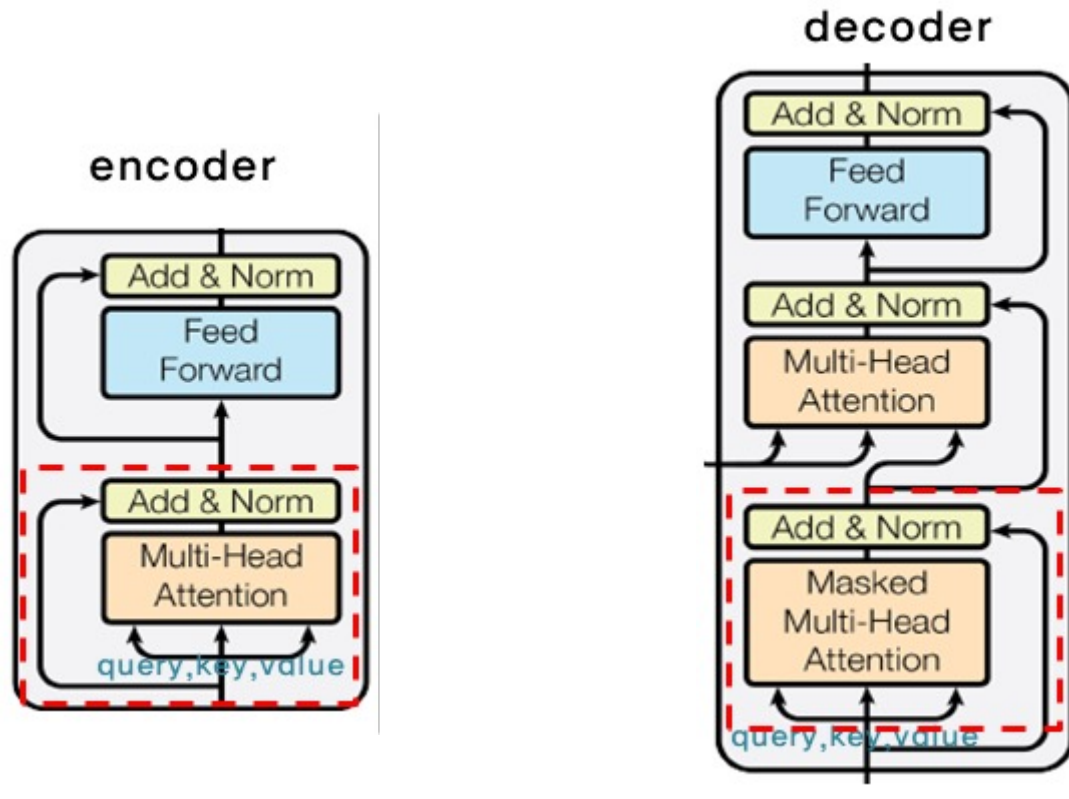 encoder
Add & Norm
Feed
Forward
Add & Norm
Multi-Head
Attention
query,key,value
decoder
Add & Norm
Feed
Forward
Add & Norm
Multi-Head
Attention
Add & Norm
Masked
Multi-Head
Attention
query,key,value